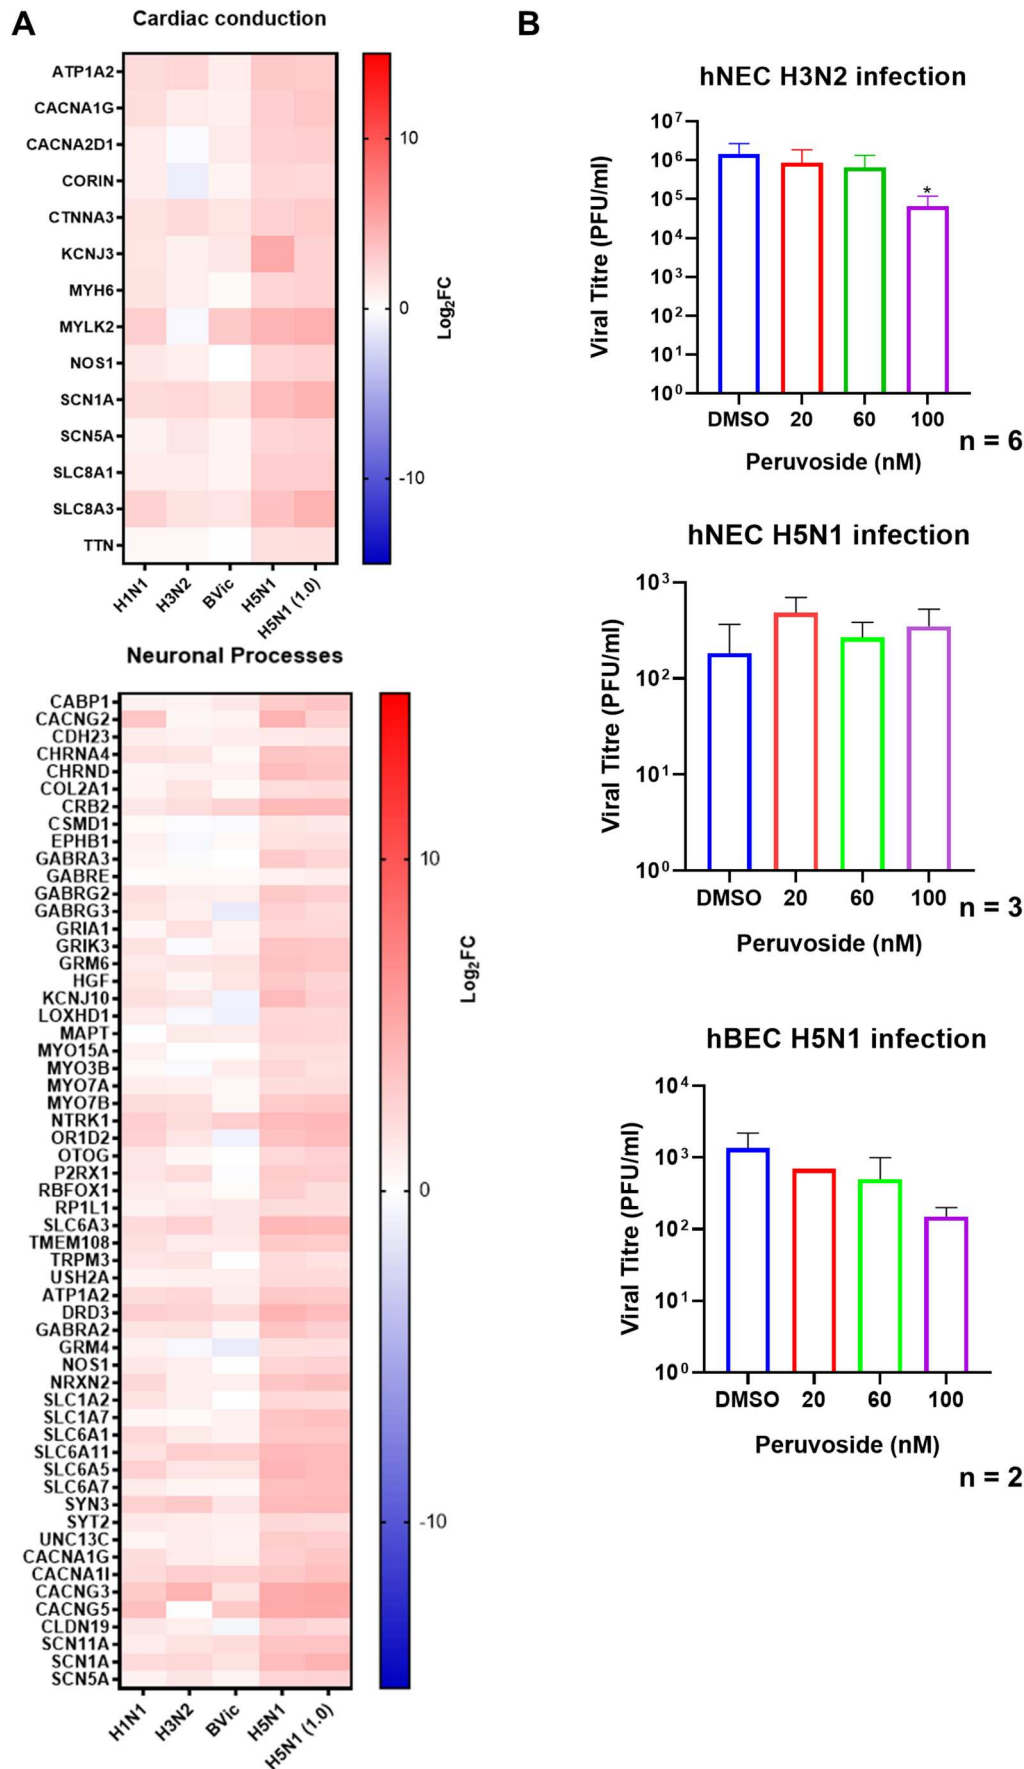 A
Cardiac conduction
ATP1A2
CACNA1G
CACNA2D1
CORIN
CTNNA3
KCNJ3
MYH6
MYLK2
NOS1
SCN1A
SCN5A
SLC8A1
SLC8A3
TTN
H1N1
H3N2
BVic
H5N1
H5N1 (1.0)
10
0
-10
Log₂FC
Neuronal Processes
CABP1
CACNG2
CDH23
CHRNA4
CHRND
COL2A1
CRB2
CSMD1
EPHB1
GABRA3
GABRE
GABRG2
GABRG3
GRIA1
GRIK3
GRM6
HGF
KCNJ10
LOXHD1
MAPT
MYO15A
MYO3B
MYO7A
MYO7B
NTRK1
OR1D2
OTOG
P2RX1
RBFOX1
RP1L1
SLC6A3
TMEM108
TRPM3
USH2A
ATP1A2
DRD3
GABRA2
GRM4
NOS1
NRXN2
SLC1A2
SLC1A7
SLC6A1
SLC6A11
SLC6A5
SLC6A7
SYN3
SYT2
UNC13C
CACNA1G
CACNA1I
CACNG3
CACNG5
CLDN19
SCN11A
SCN1A
SCN5A
H1N1
H3N2
BVic
H5N1
H5N1 (1.0)
10
0
-10
Log₂FC
B
hNEC H3N2 infection
Viral Titre (PFU/ml)
10⁷
10⁶
10⁵
10⁴
10³
10²
10¹
10⁰
*
DMSO 20 60 100
Peruvoside (nM)
n = 6
hNEC H5N1 infection
Viral Titre (PFU/ml)
10³
10²
10¹
10⁰
DMSO 20 60 100
Peruvoside (nM)
n = 3
hBEC H5N1 infection
Viral Titre (PFU/ml)
10⁴
10³
10²
10¹
10⁰
DMSO 20 60 100
Peruvoside (nM)
n = 2